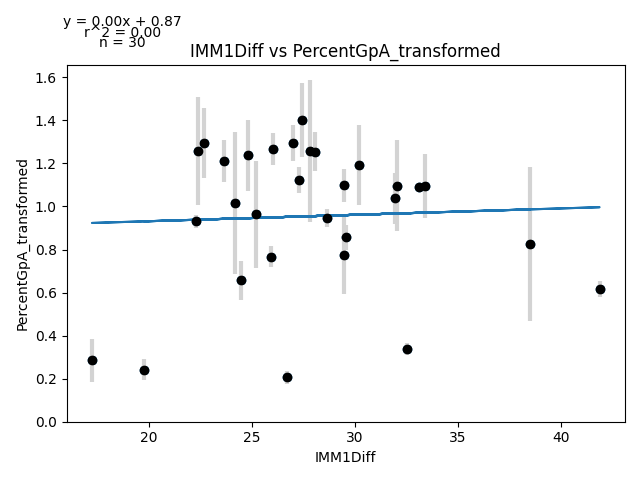 y = 0.00x + 0.87
r^2 = 0.00
n = 30
IMM1Diff vs PercentGpA_transformed
1.6
1.4
1.2
1.0
0.8
0.6
0.4
0.2
0.0
PercentGpA_transformed
20 25 30 35 40
IMM1Diff